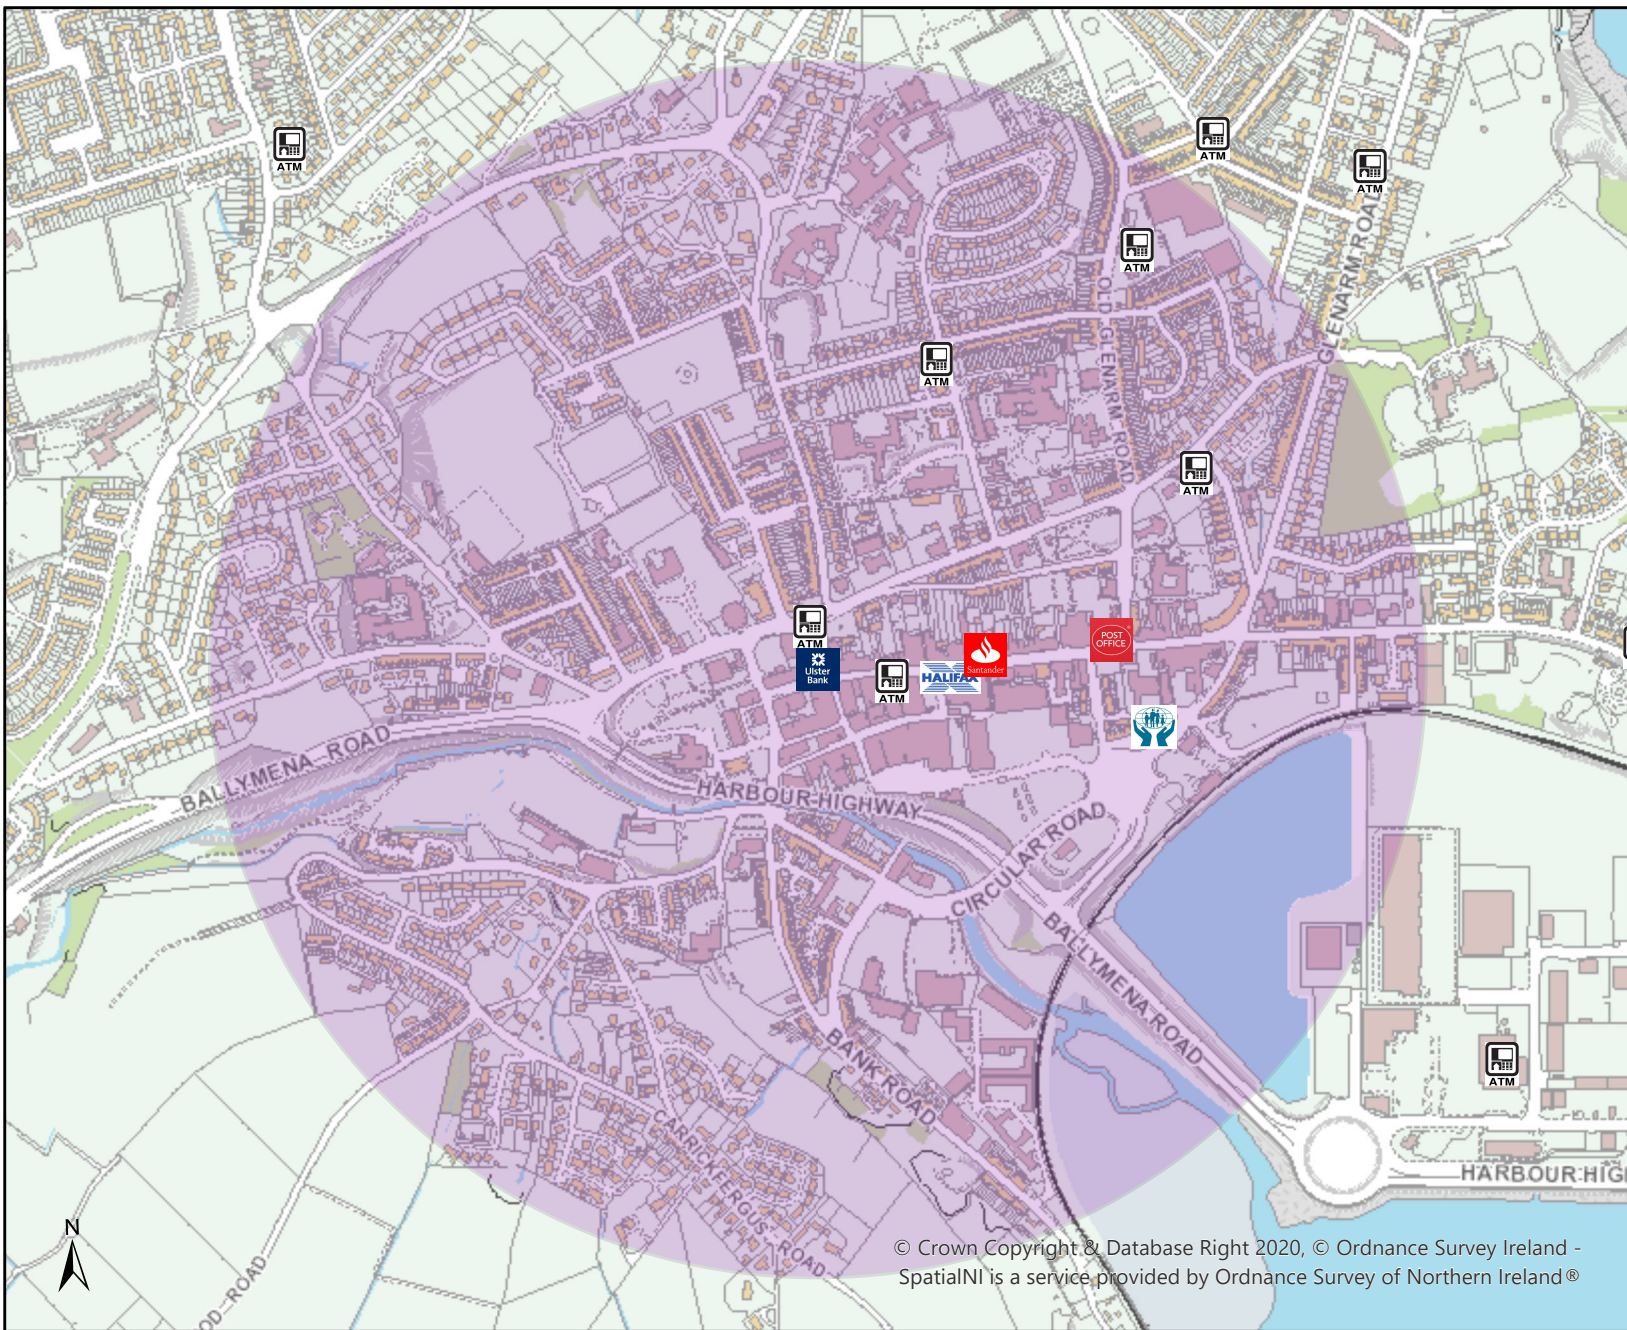 ATM
ATM
ATM
ATM
GLENARM ROAD
OLD GLENARM ROAD
ATM
ATM
ATM
POST
OFFICE
Ulster
Bank
ATM
HALIFAX
Santander
BALLYMENA ROAD
HARBOUR HIGHWAY
CIRCULAR ROAD
BALLYMENA ROAD
BANK ROAD
ATM
CARRICKFERGUS ROAD
HARBOUR HIG
N
OD ROAD
© Crown Copyright & Database Right 2020, © Ordnance Survey Ireland -
SpatialNI is a service provided by Ordnance Survey of Northern Ireland ®